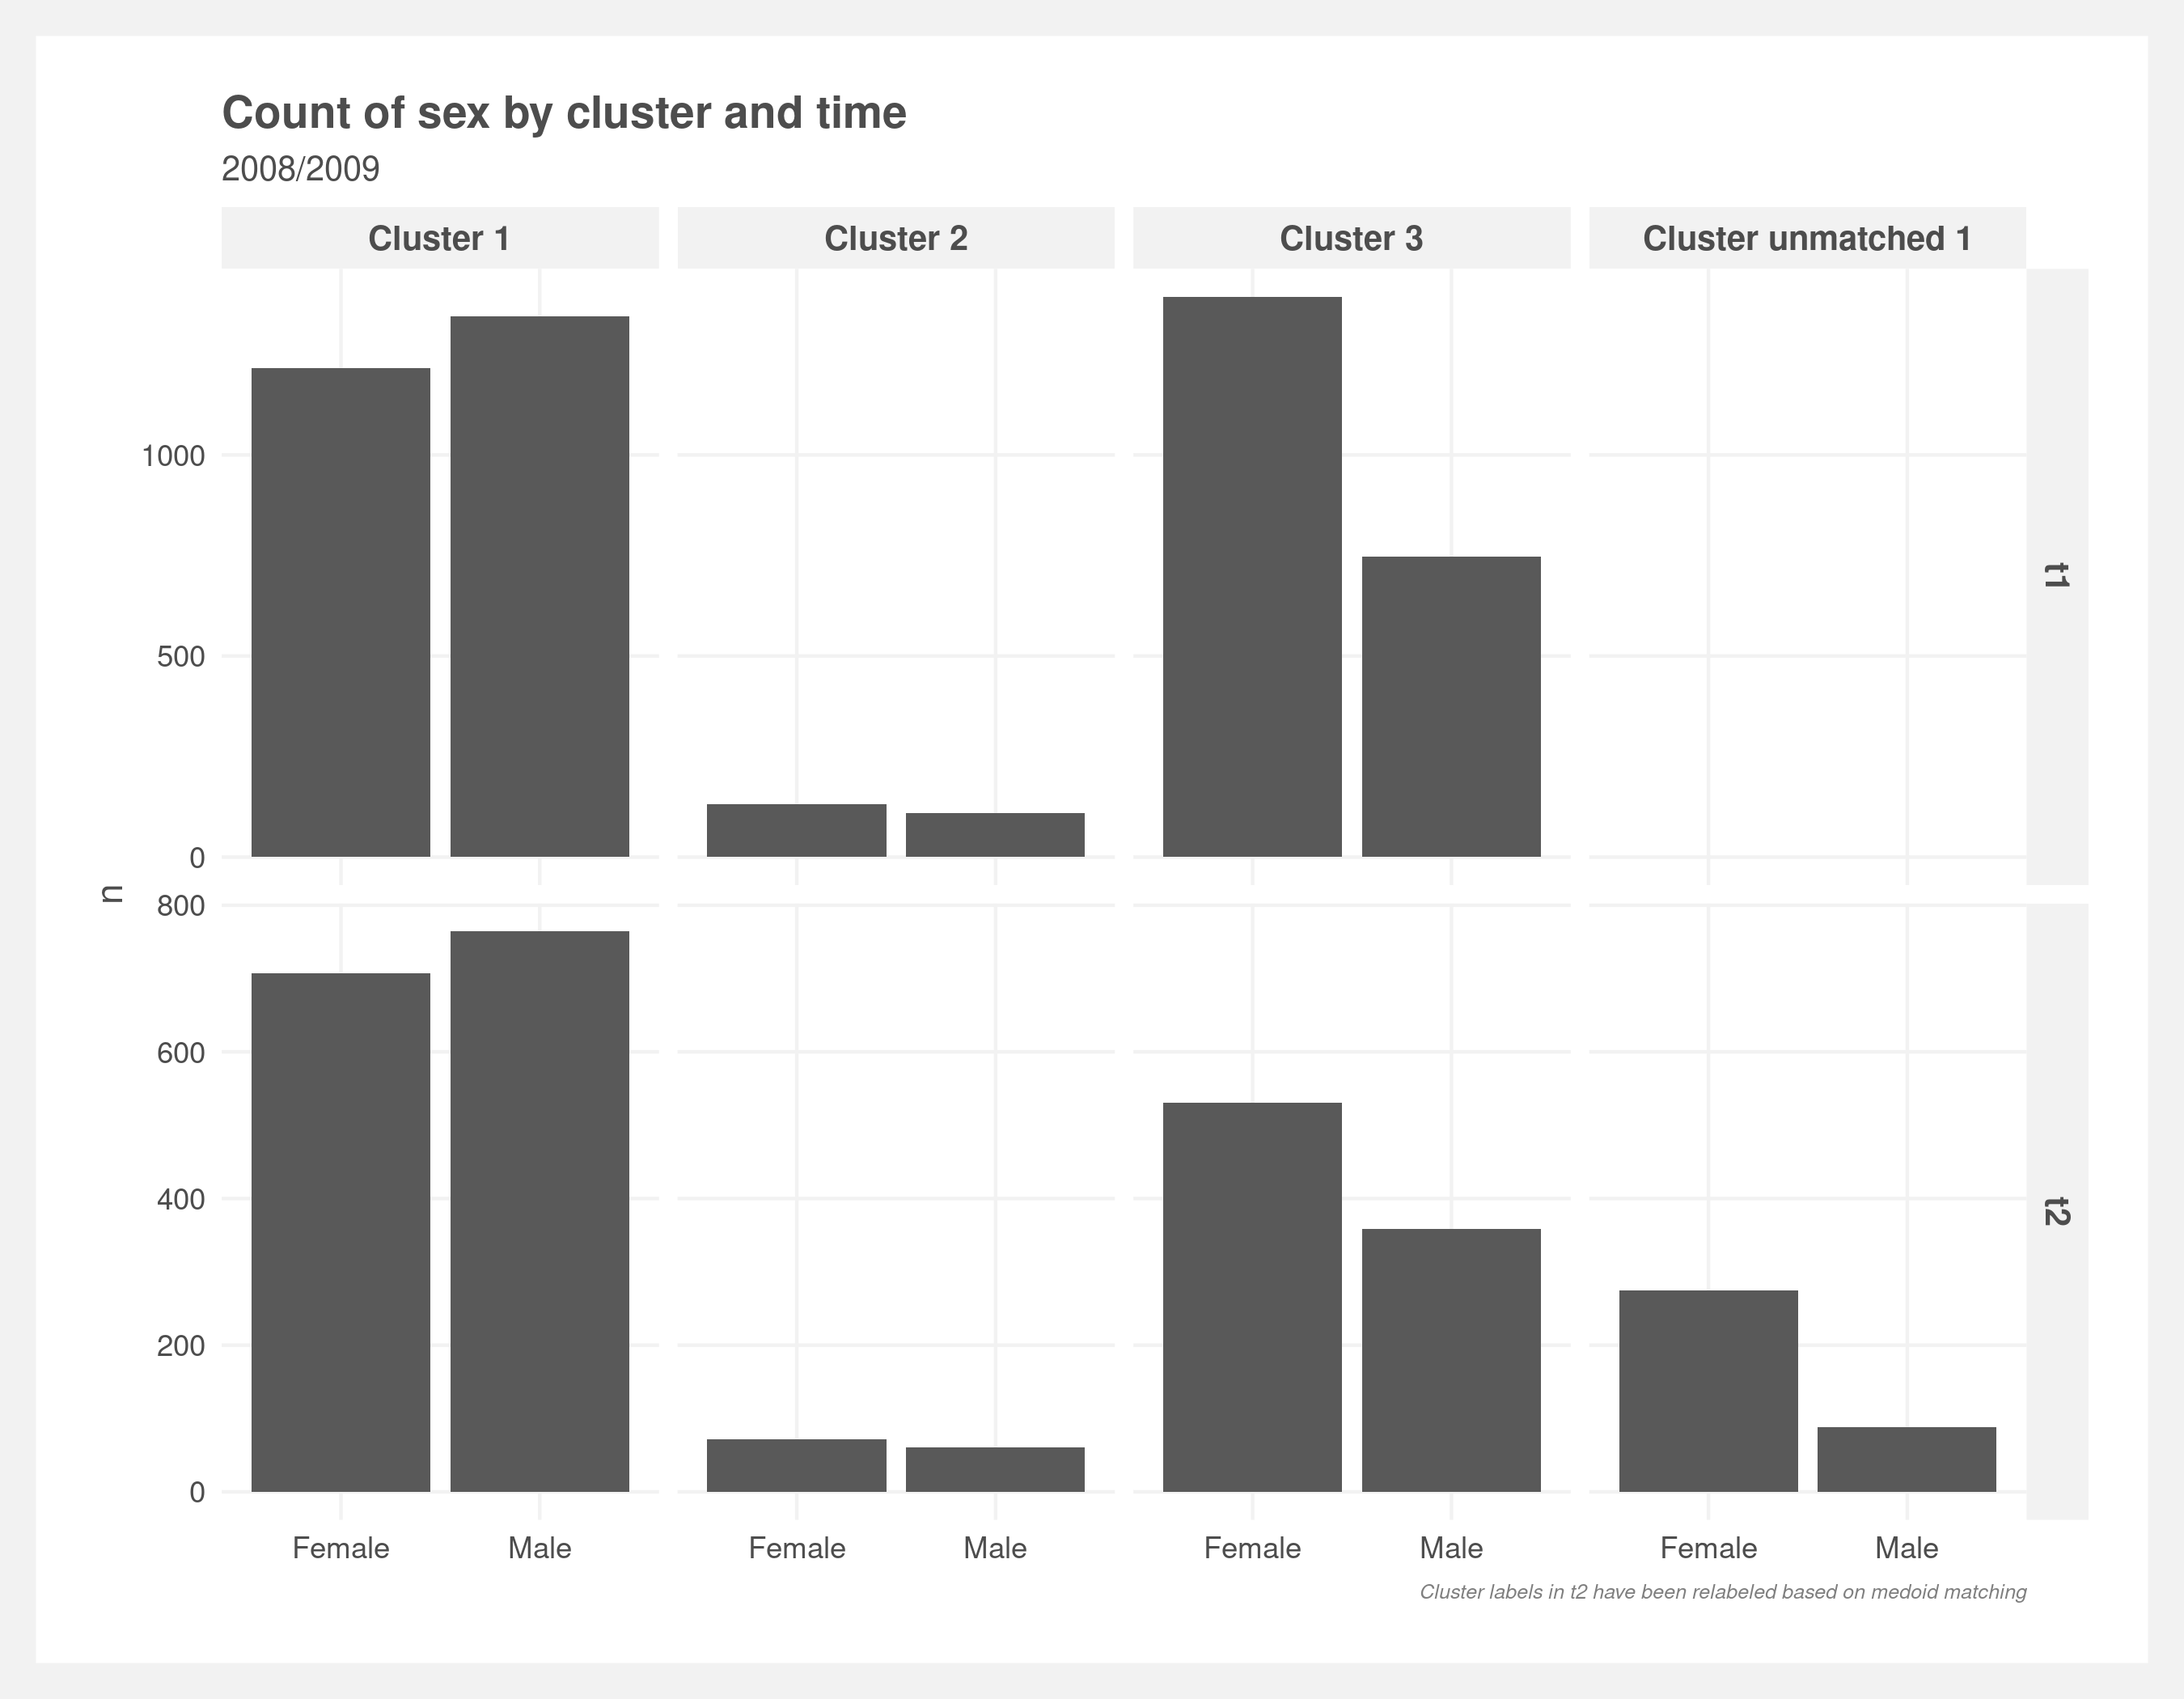 Count of sex by cluster and time
2008/2009
Cluster 1
Cluster 2
Cluster 3
Cluster unmatched 1
1000
500
0
t1
n
800
600
400
200
0
t2
Female
Male
Female
Male
Female
Male
Female
Male
Cluster labels in t2 have been relabeled based on medoid matching